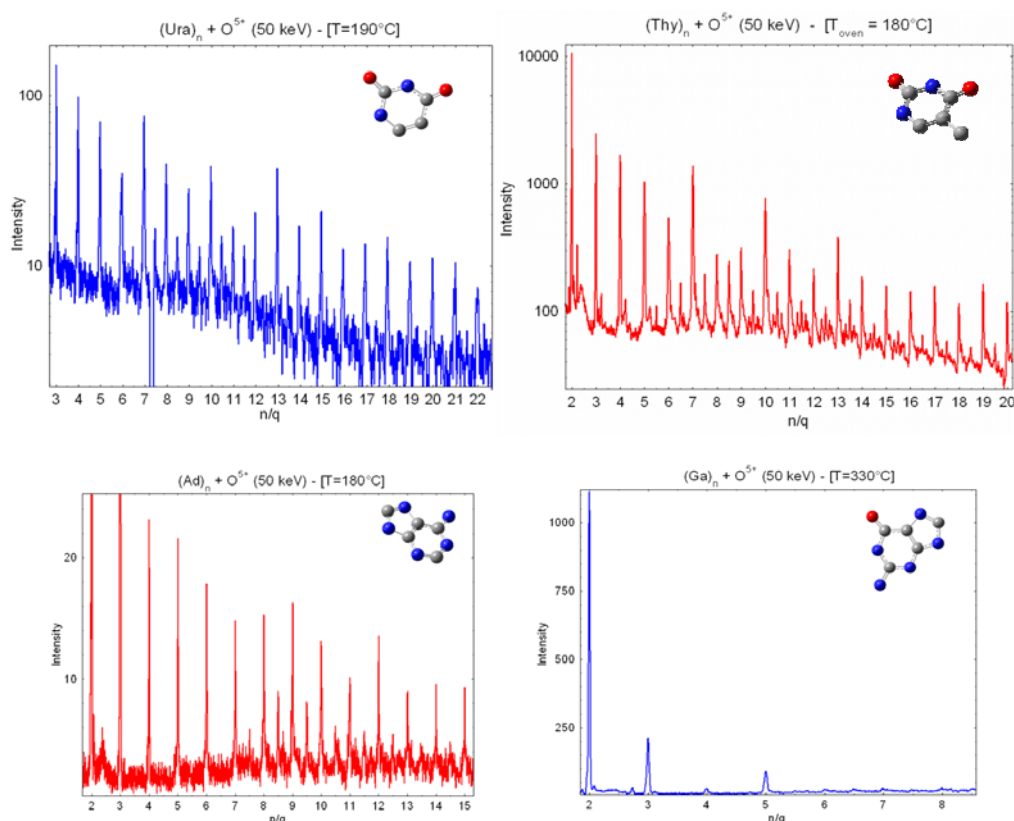 (Ura)n + O5+ (50 keV) - [T=190°C]
Intensity
100
10
3 4 5 6 7 8 9 10 11 12 13 14 15 16 17 18 19 20 21 22
n/q
(Thy)n + O5+ (50 keV) - [Toven = 180°C]
Intensity
10000
1000
100
2 3 4 5 6 7 8 9 10 11 12 13 14 15 16 17 18 19 20
n/q
(Ad)n + O5+ (50 keV) - [T=180°C]
Intensity
20
10
2 3 4 5 6 7 8 9 10 11 12 13 14 15
n/q
(Ga)n + O5+ (50 keV) - [T=330°C]
Intensity
1000
750
500
250
2 3 4 5 6 7 8
n/q